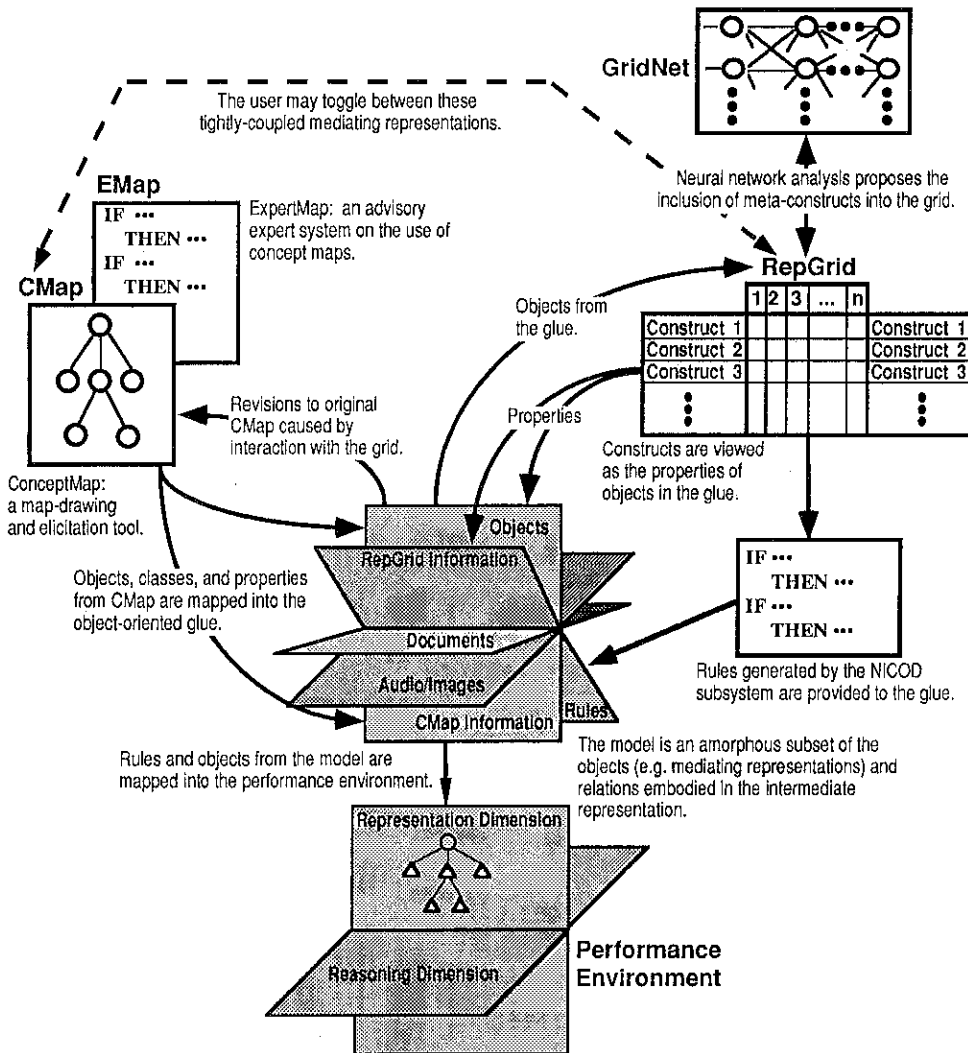 GridNet
The user may toggle between these
tightly-coupled mediating representations.
Neural network analysis proposes the
inclusion of meta-constructs into the grid.
EMap
IF •••
THEN •••
IF •••
THEN •••
ExpertMap: an advisory
expert system on the use of
concept maps.
CMap
RepGrid
1 2 3 ... n
Objects from
the glue.
Construct 1 Construct 1
Construct 2 Construct 2
Construct 3 Construct 3
Revisions to original
CMap caused by
interaction with the grid.
Properties
Constructs are viewed
as the properties of
objects in the glue.
ConceptMap:
a map-drawing
and elicitation tool.
Objects
RepGrid Information
Documents
Audio/Images
CMap Information
Rules
Objects, classes, and properties
from CMap are mapped into the
object-oriented glue.
IF •••
THEN •••
IF •••
THEN •••
Rules generated by the NICOD
subsystem are provided to the glue.
Rules and objects from the model are
mapped into the performance environment.
The model is an amorphous subset of the
objects (e.g. mediating representations) and
relations embodied in the intermediate
representation.
Representation Dimension
Reasoning Dimension
Performance
Environment